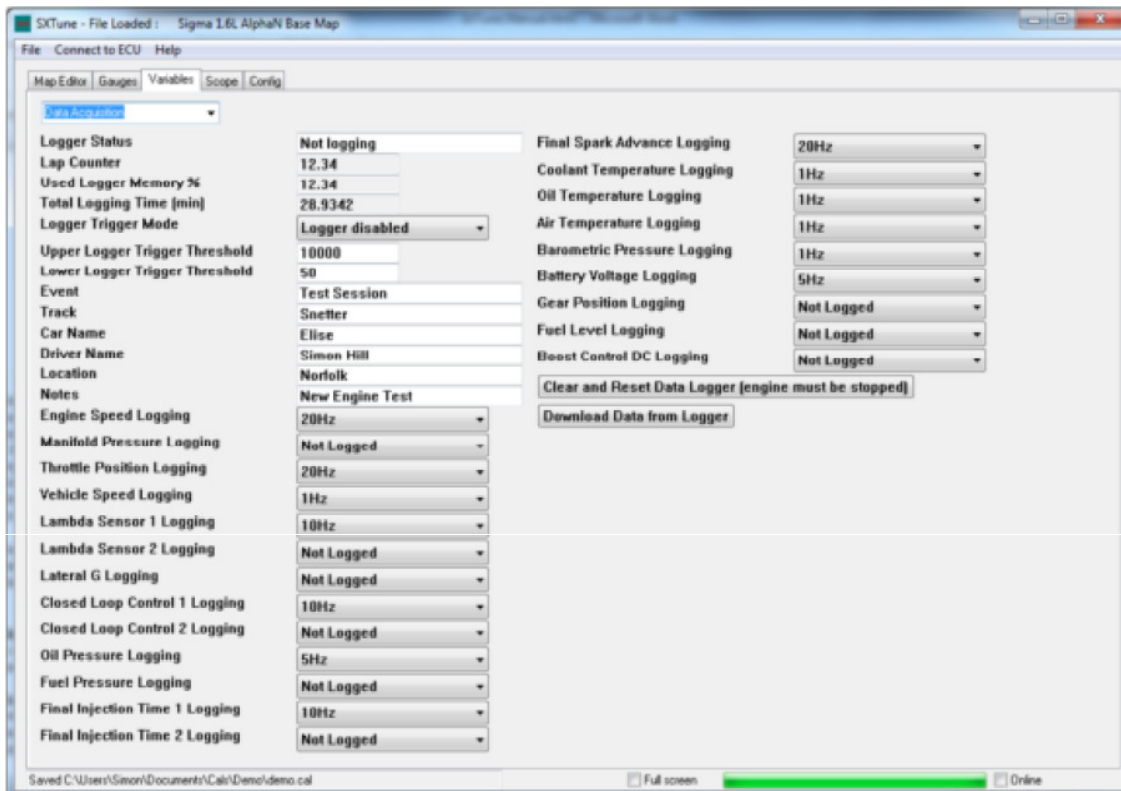 SXTune - File Loaded : Sigma 1.6L AlphaN Base Map
File Connect to ECU Help
Map Editor Gauges Variables Scope Config
Data Acquistion
Logger Status Not logging
Lap Counter 12.34
Used Logger Memory % 12.34
Total Logging Time (min) 28.9342
Logger Trigger Mode Logger disabled
Upper Logger Trigger Threshold 10000
Lower Logger Trigger Threshold 50
Event Test Session
Track Snetter
Car Name Elise
Driver Name Simon Hill
Location Norfolk
Notes New Engine Test
Engine Speed Logging 20Hz
Manifold Pressure Logging Not Logged
Throttle Position Logging 20Hz
Vehicle Speed Logging 1Hz
Lambda Sensor 1 Logging 10Hz
Lambda Sensor 2 Logging Not Logged
Lateral G Logging Not Logged
Closed Loop Control 1 Logging 10Hz
Closed Loop Control 2 Logging Not Logged
Oil Pressure Logging 5Hz
Fuel Pressure Logging Not Logged
Final Injection Time 1 Logging 10Hz
Final Injection Time 2 Logging Not Logged
Final Spark Advance Logging 20Hz
Coolant Temperature Logging 1Hz
Oil Temperature Logging 1Hz
Air Temperature Logging 1Hz
Barometric Pressure Logging 1Hz
Battery Voltage Logging 5Hz
Gear Position Logging Not Logged
Fuel Level Logging Not Logged
Boost Control DC Logging Not Logged
Clear and Reset Data Logger (engine must be stopped)
Download Data from Logger
Saved C:\Users\Simon\Documents\Cals\Demo\demo.cal Full screen Online